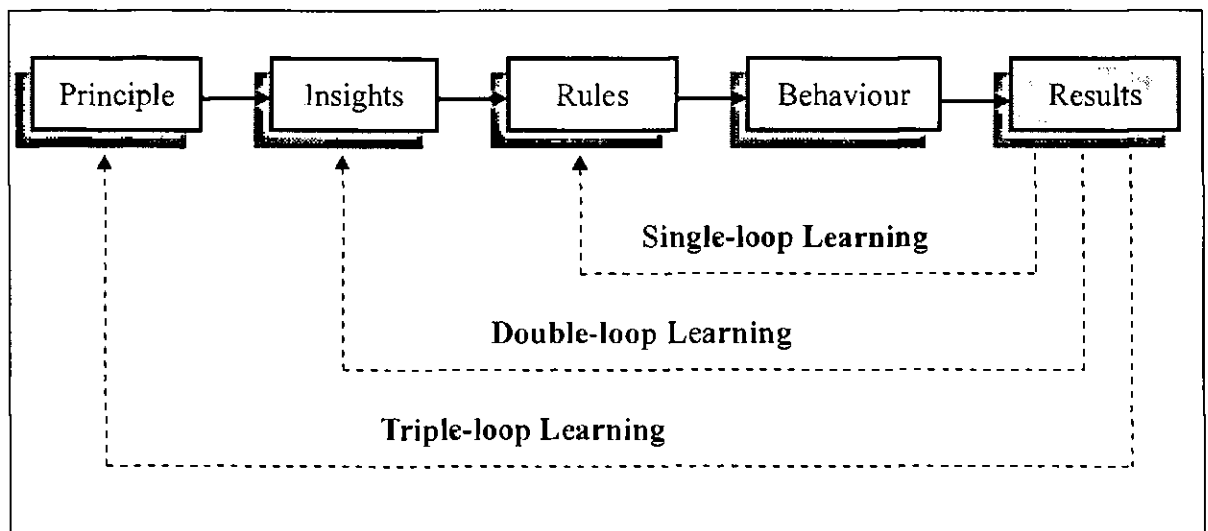 Principle Insights Rules Behaviour Results
Single-loop Learning
Double-loop Learning
Triple-loop Learning